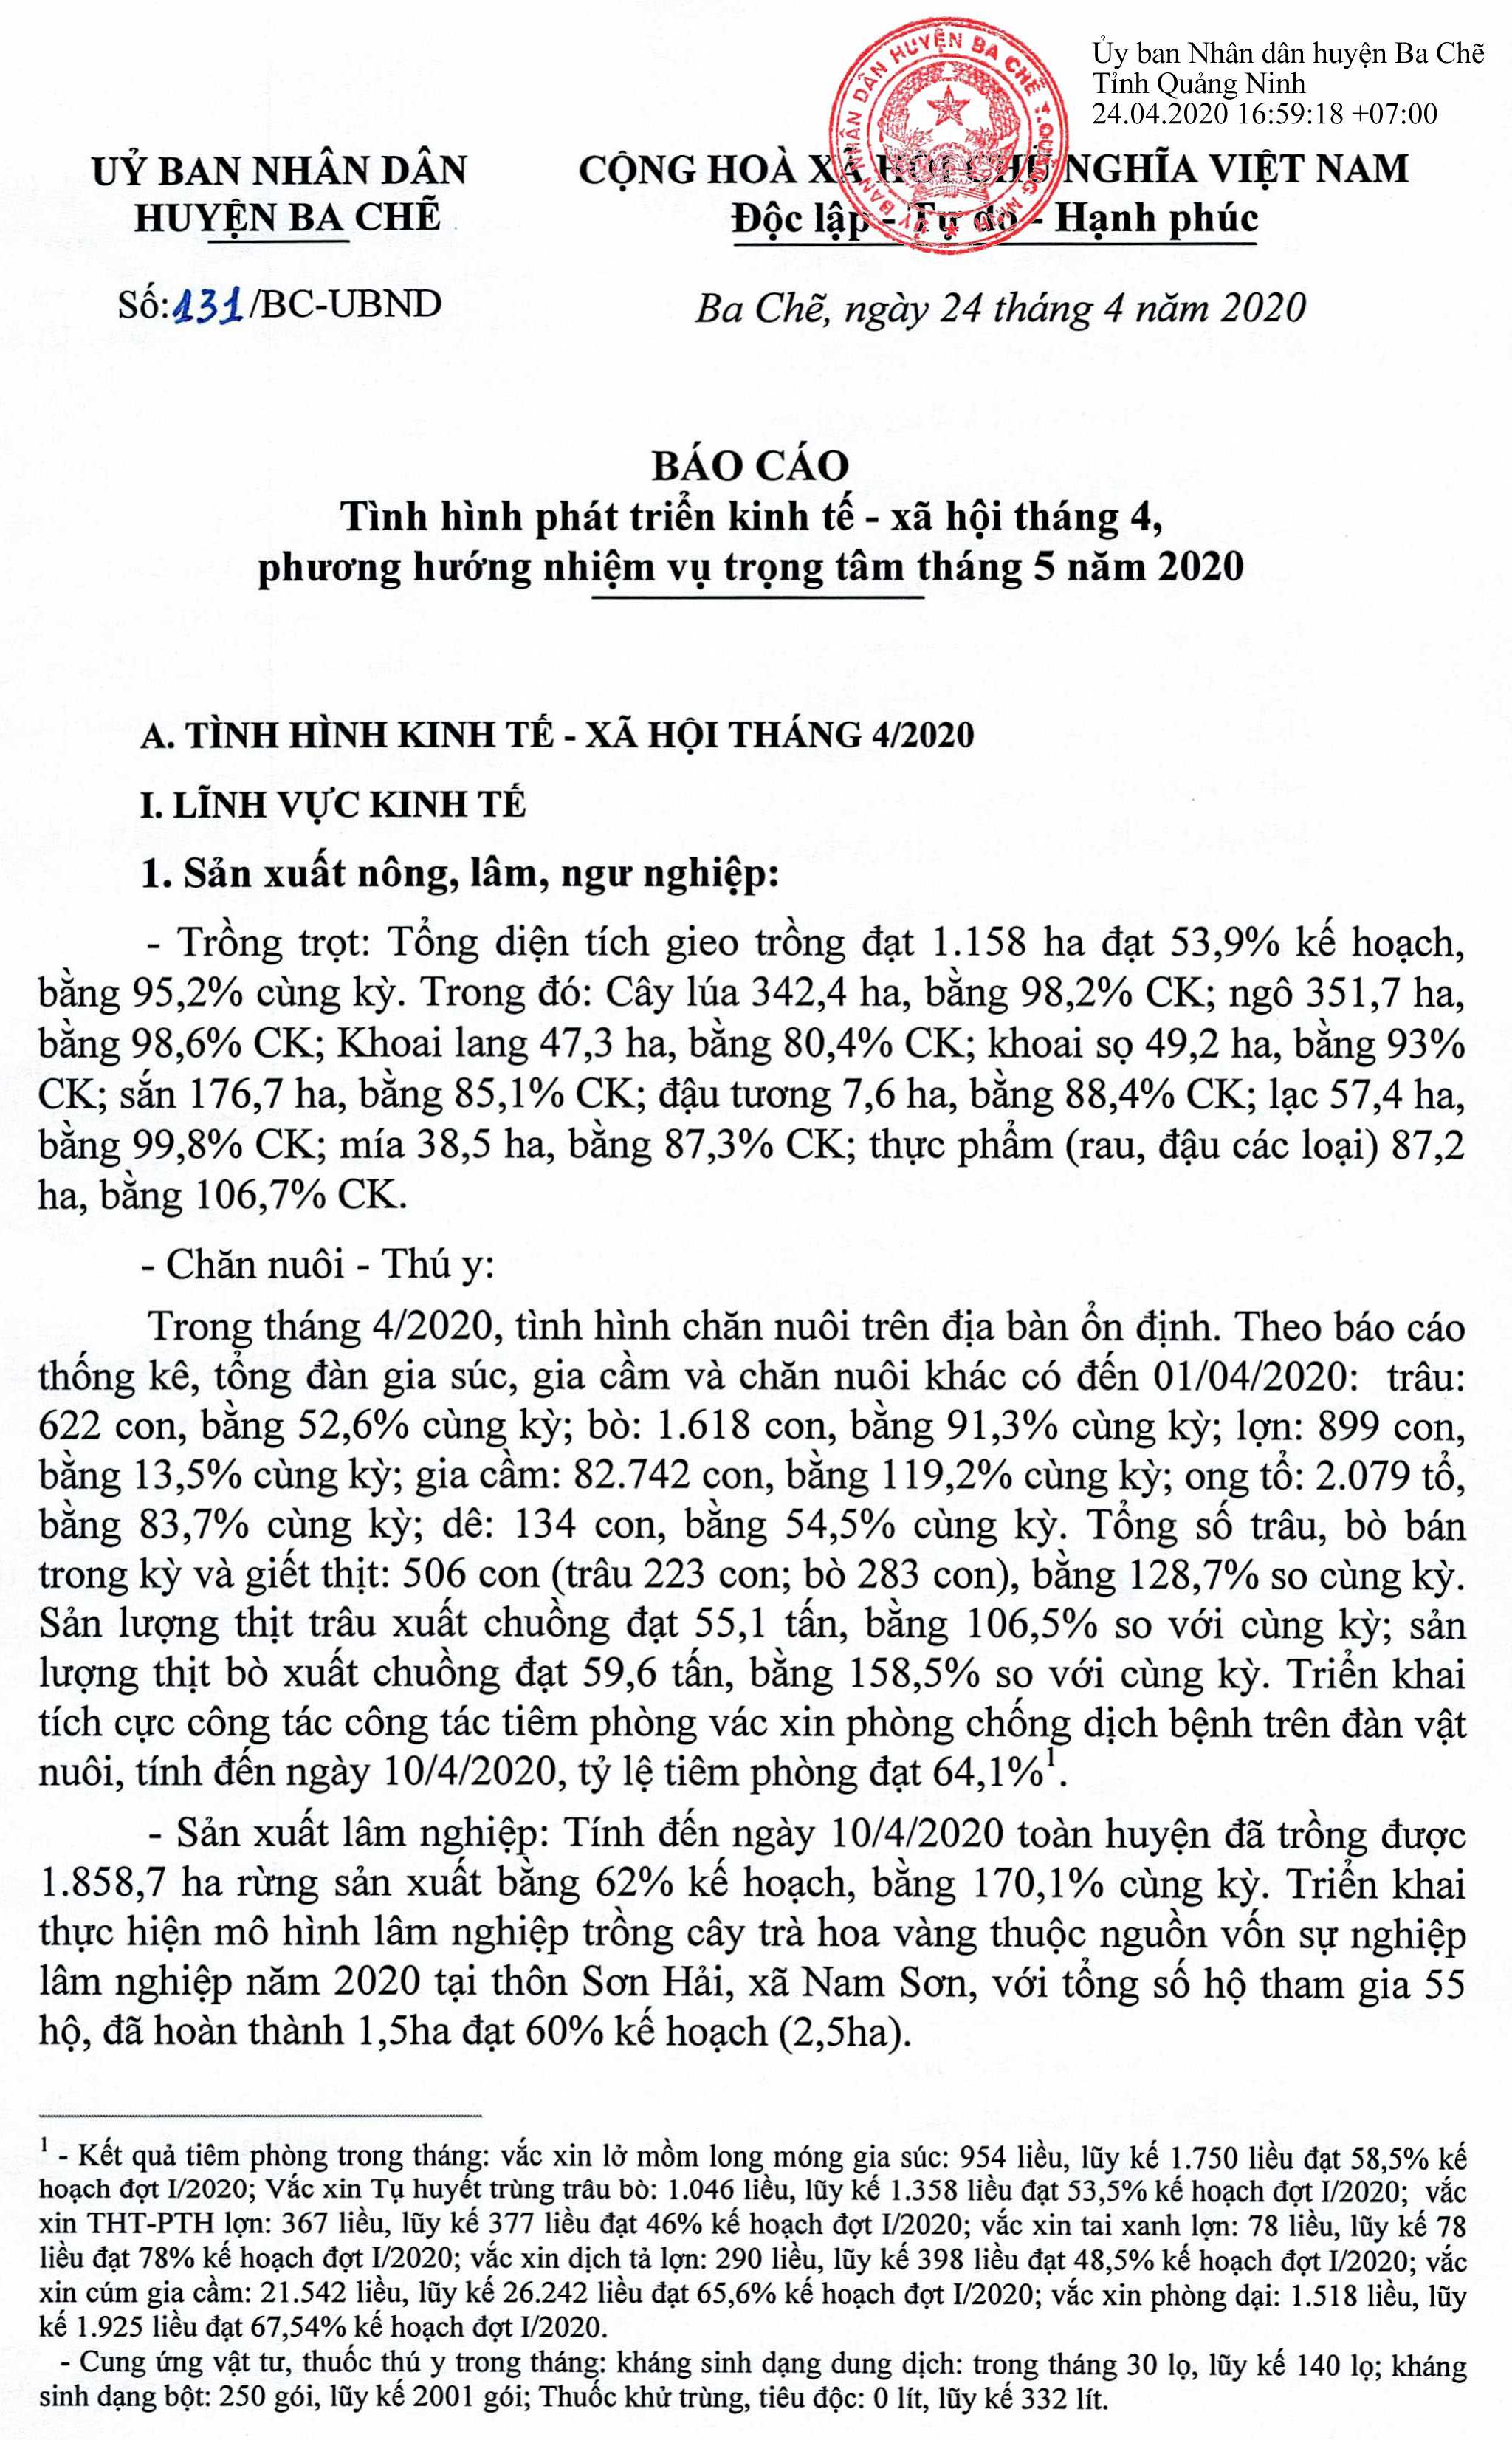 Ủy ban Nhân dân huyện Ba Chẽ
Tỉnh Quảng Ninh
24.04.2020 16:59:18 +07:00
UỶ BAN NHÂN DÂN
HUYỆN BA CHẼ
CỘNG HOÀ XÃ HỘI CHỦ NGHĨA VIỆT NAM
Độc lập - Tự do - Hạnh phúc
Số:131/BC-UBND
Ba Chẽ, ngày 24 tháng 4 năm 2020
BÁO CÁO
Tình hình phát triển kinh tế - xã hội tháng 4,
phương hướng nhiệm vụ trọng tâm tháng 5 năm 2020
A. TÌNH HÌNH KINH TẾ - XÃ HỘI THÁNG 4/2020
I. LĨNH VỰC KINH TẾ
1. Sản xuất nông, lâm, ngư nghiệp:
- Trồng trọt: Tổng diện tích gieo trồng đạt 1.158 ha đạt 53,9% kế hoạch,
bằng 95,2% cùng kỳ. Trong đó: Cây lúa 342,4 ha, bằng 98,2% CK; ngô 351,7 ha,
bằng 98,6% CK; Khoai lang 47,3 ha, bằng 80,4% CK; khoai sọ 49,2 ha, bằng 93%
CK; sắn 176,7 ha, bằng 85,1% CK; đậu tương 7,6 ha, bằng 88,4% CK; lạc 57,4 ha,
bằng 99,8% CK; mía 38,5 ha, bằng 87,3% CK; thực phẩm (rau, đậu các loại) 87,2
ha, bằng 106,7% CK.
- Chăn nuôi - Thú y:
Trong tháng 4/2020, tình hình chăn nuôi trên địa bàn ổn định. Theo báo cáo
thống kê, tổng đàn gia súc, gia cầm và chăn nuôi khác có đến 01/04/2020: trâu:
622 con, bằng 52,6% cùng kỳ; bò: 1.618 con, bằng 91,3% cùng kỳ; lợn: 899 con,
bằng 13,5% cùng kỳ; gia cầm: 82.742 con, bằng 119,2% cùng kỳ; ong tổ: 2.079 tổ,
bằng 83,7% cùng kỳ; dê: 134 con, bằng 54,5% cùng kỳ. Tổng số trâu, bò bán
trong kỳ và giết thịt: 506 con (trâu 223 con; bò 283 con), bằng 128,7% so cùng kỳ.
Sản lượng thịt trâu xuất chuồng đạt 55,1 tấn, bằng 106,5% so với cùng kỳ; sản
lượng thịt bò xuất chuồng đạt 59,6 tấn, bằng 158,5% so với cùng kỳ. Triển khai
tích cực công tác công tác tiêm phòng vác xin phòng chống dịch bệnh trên đàn vật
nuôi, tính đến ngày 10/4/2020, tỷ lệ tiêm phòng đạt 64,1%¹.
- Sản xuất lâm nghiệp: Tính đến ngày 10/4/2020 toàn huyện đã trồng được
1.858,7 ha rừng sản xuất bằng 62% kế hoạch, bằng 170,1% cùng kỳ. Triển khai
thực hiện mô hình lâm nghiệp trồng cây trà hoa vàng thuộc nguồn vốn sự nghiệp
lâm nghiệp năm 2020 tại thôn Sơn Hải, xã Nam Sơn, với tổng số hộ tham gia 55
hộ, đã hoàn thành 1,5ha đạt 60% kế hoạch (2,5ha).
¹ - Kết quả tiêm phòng trong tháng: vắc xin lở mồm long móng gia súc: 954 liều, lũy kế 1.750 liều đạt 58,5% kế
hoạch đợt I/2020; Vắc xin Tụ huyết trùng trâu bò: 1.046 liều, lũy kế 1.358 liều đạt 53,5% kế hoạch đợt I/2020; vắc
xin THT-PTH lợn: 367 liều, lũy kế 377 liều đạt 46% kế hoạch đợt I/2020; vắc xin tai xanh lợn: 78 liều, lũy kế 78
liều đạt 78% kế hoạch đợt I/2020; vắc xin dịch tả lợn: 290 liều, lũy kế 398 liều đạt 48,5% kế hoạch đợt I/2020; vắc
xin cúm gia cầm: 21.542 liều, lũy kế 26.242 liều đạt 65,6% kế hoạch đợt I/2020; vắc xin phòng dại: 1.518 liều, lũy
kế 1.925 liều đạt 67,54% kế hoạch đợt I/2020.
- Cung ứng vật tư, thuốc thú y trong tháng: kháng sinh dạng dung dịch: trong tháng 30 lọ, lũy kế 140 lọ; kháng
sinh dạng bột: 250 gói, lũy kế 2001 gói; Thuốc khử trùng, tiêu độc: 0 lít, lũy kế 332 lít.